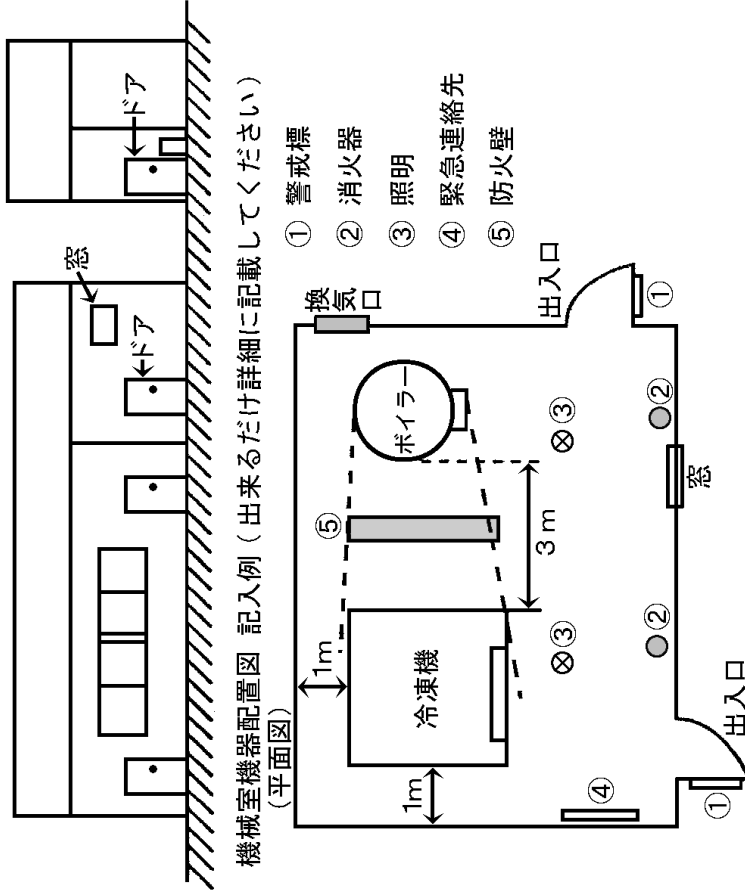 窓
ドア
ドア
機械室機器配置図 記入例(出来るだけ詳細に記載してください)
(平面図)
① 警戒標
② 消火器
③ 照明
④ 緊急連絡先
⑤ 防火壁
換気口
1m
⑤
ボイラー
冷凍機
1m
3m
出入口
①
③
③
④
②
②
窓
出入口
①